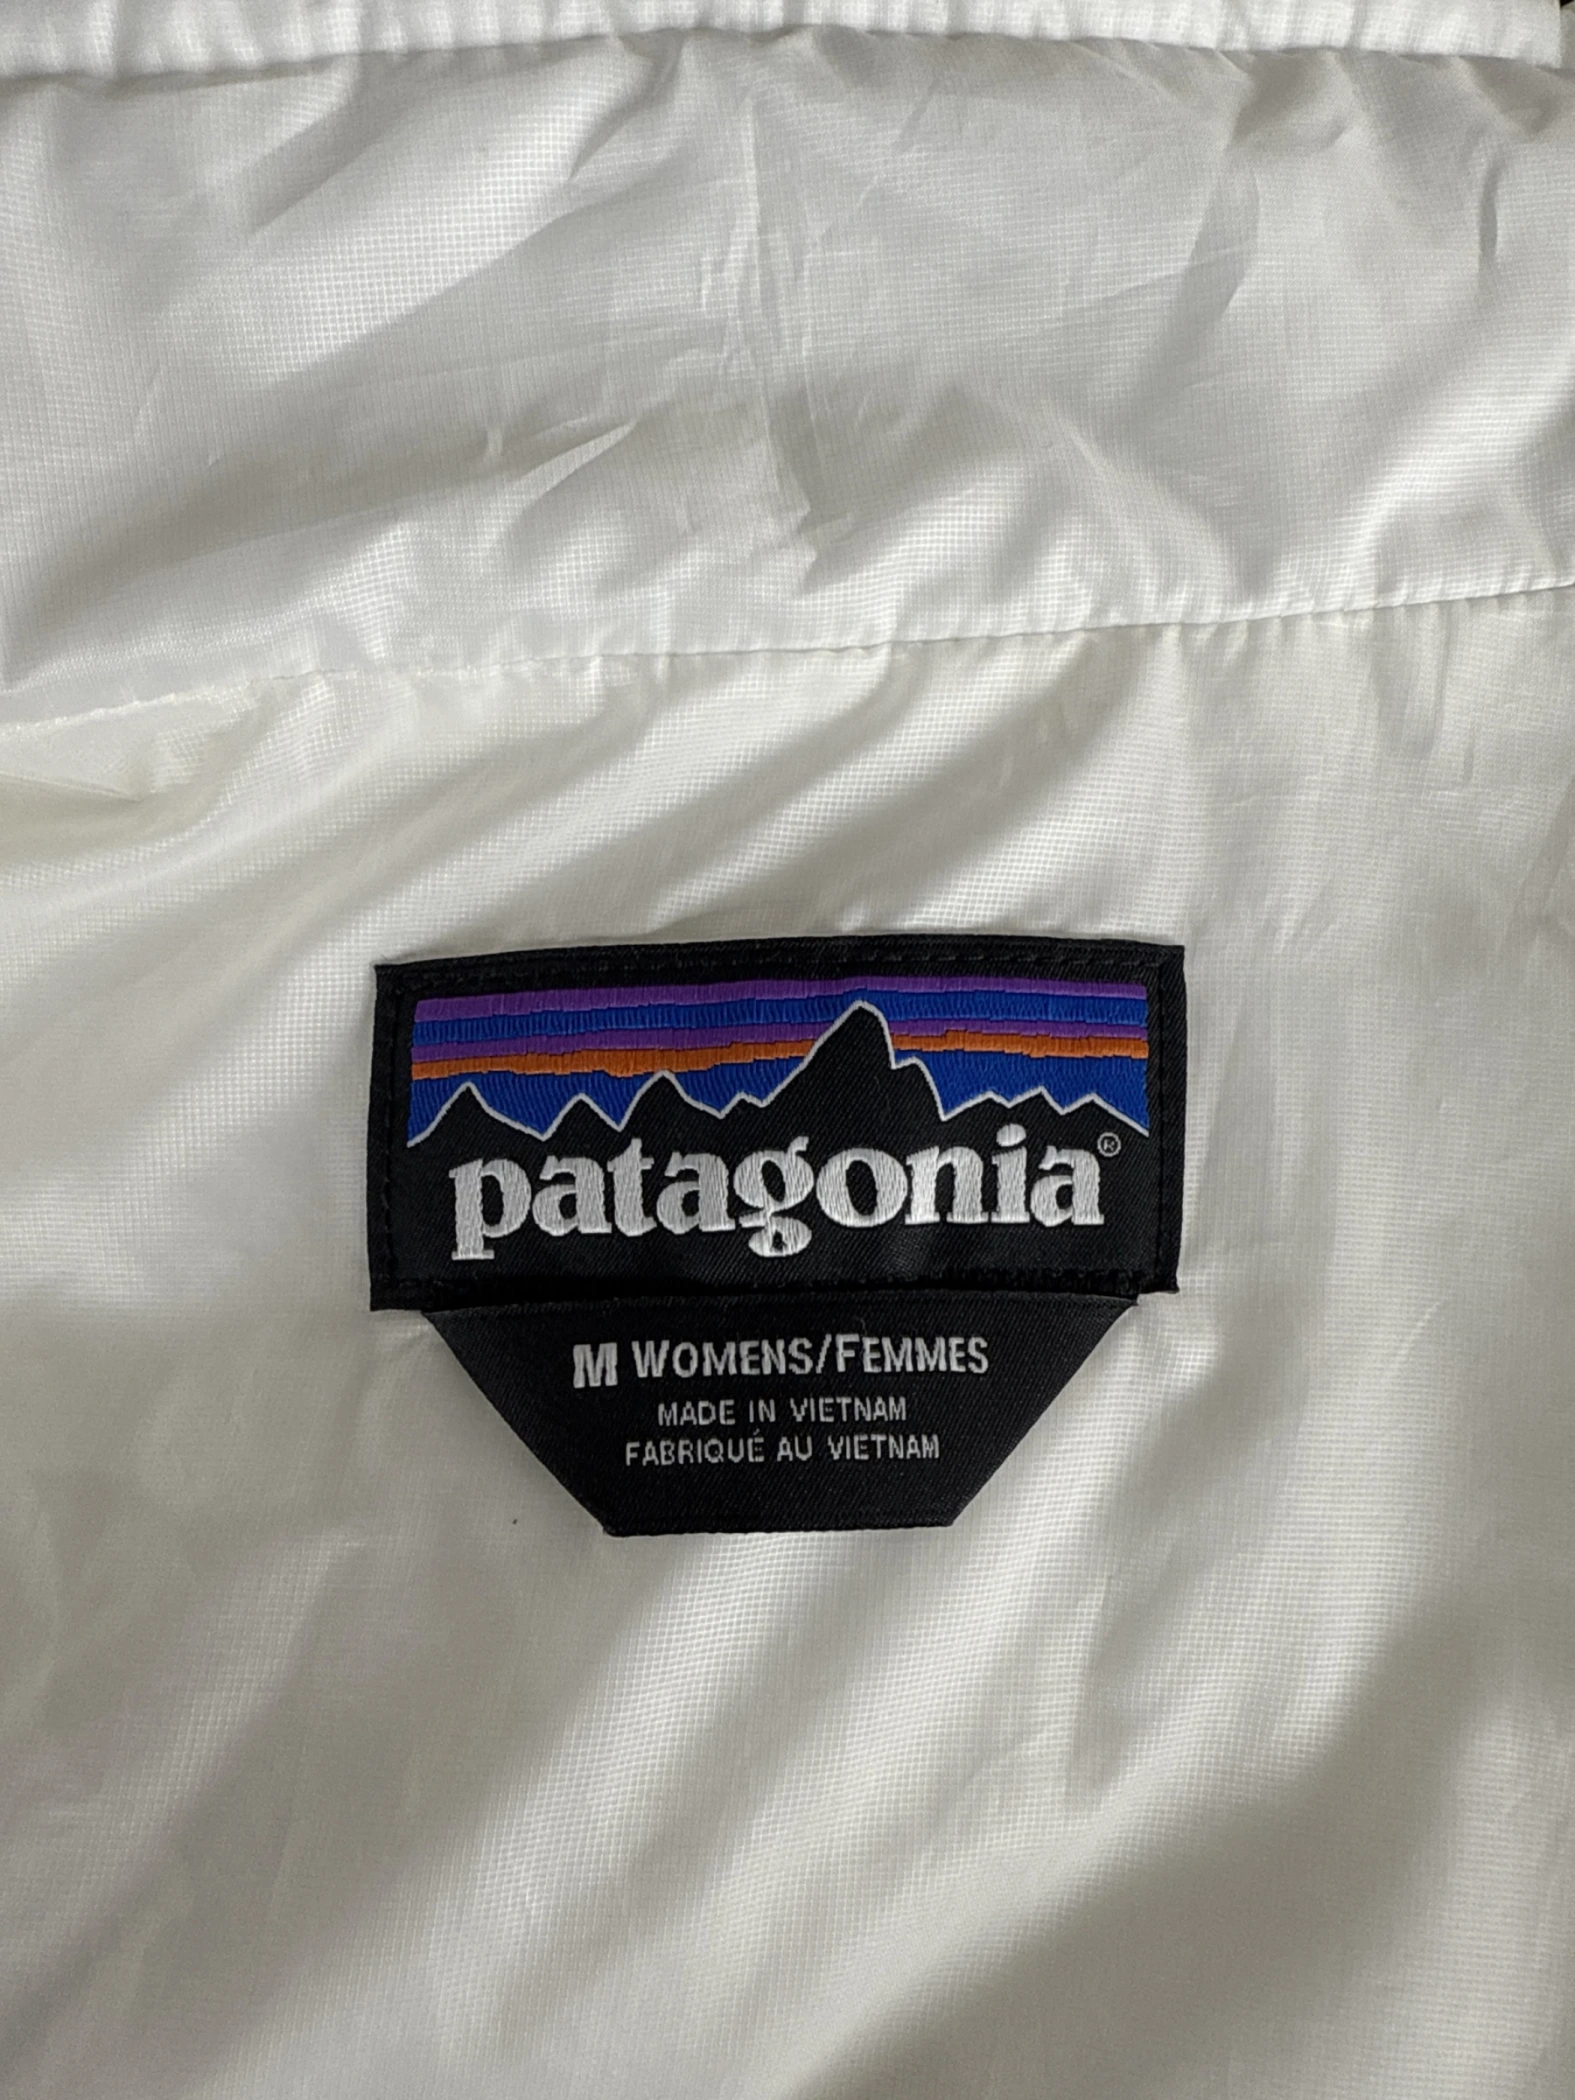 patagonia®
M WOMENS/FEMMES
MADE IN VIETNAM
FABRIQUÉ AU VIETNAM